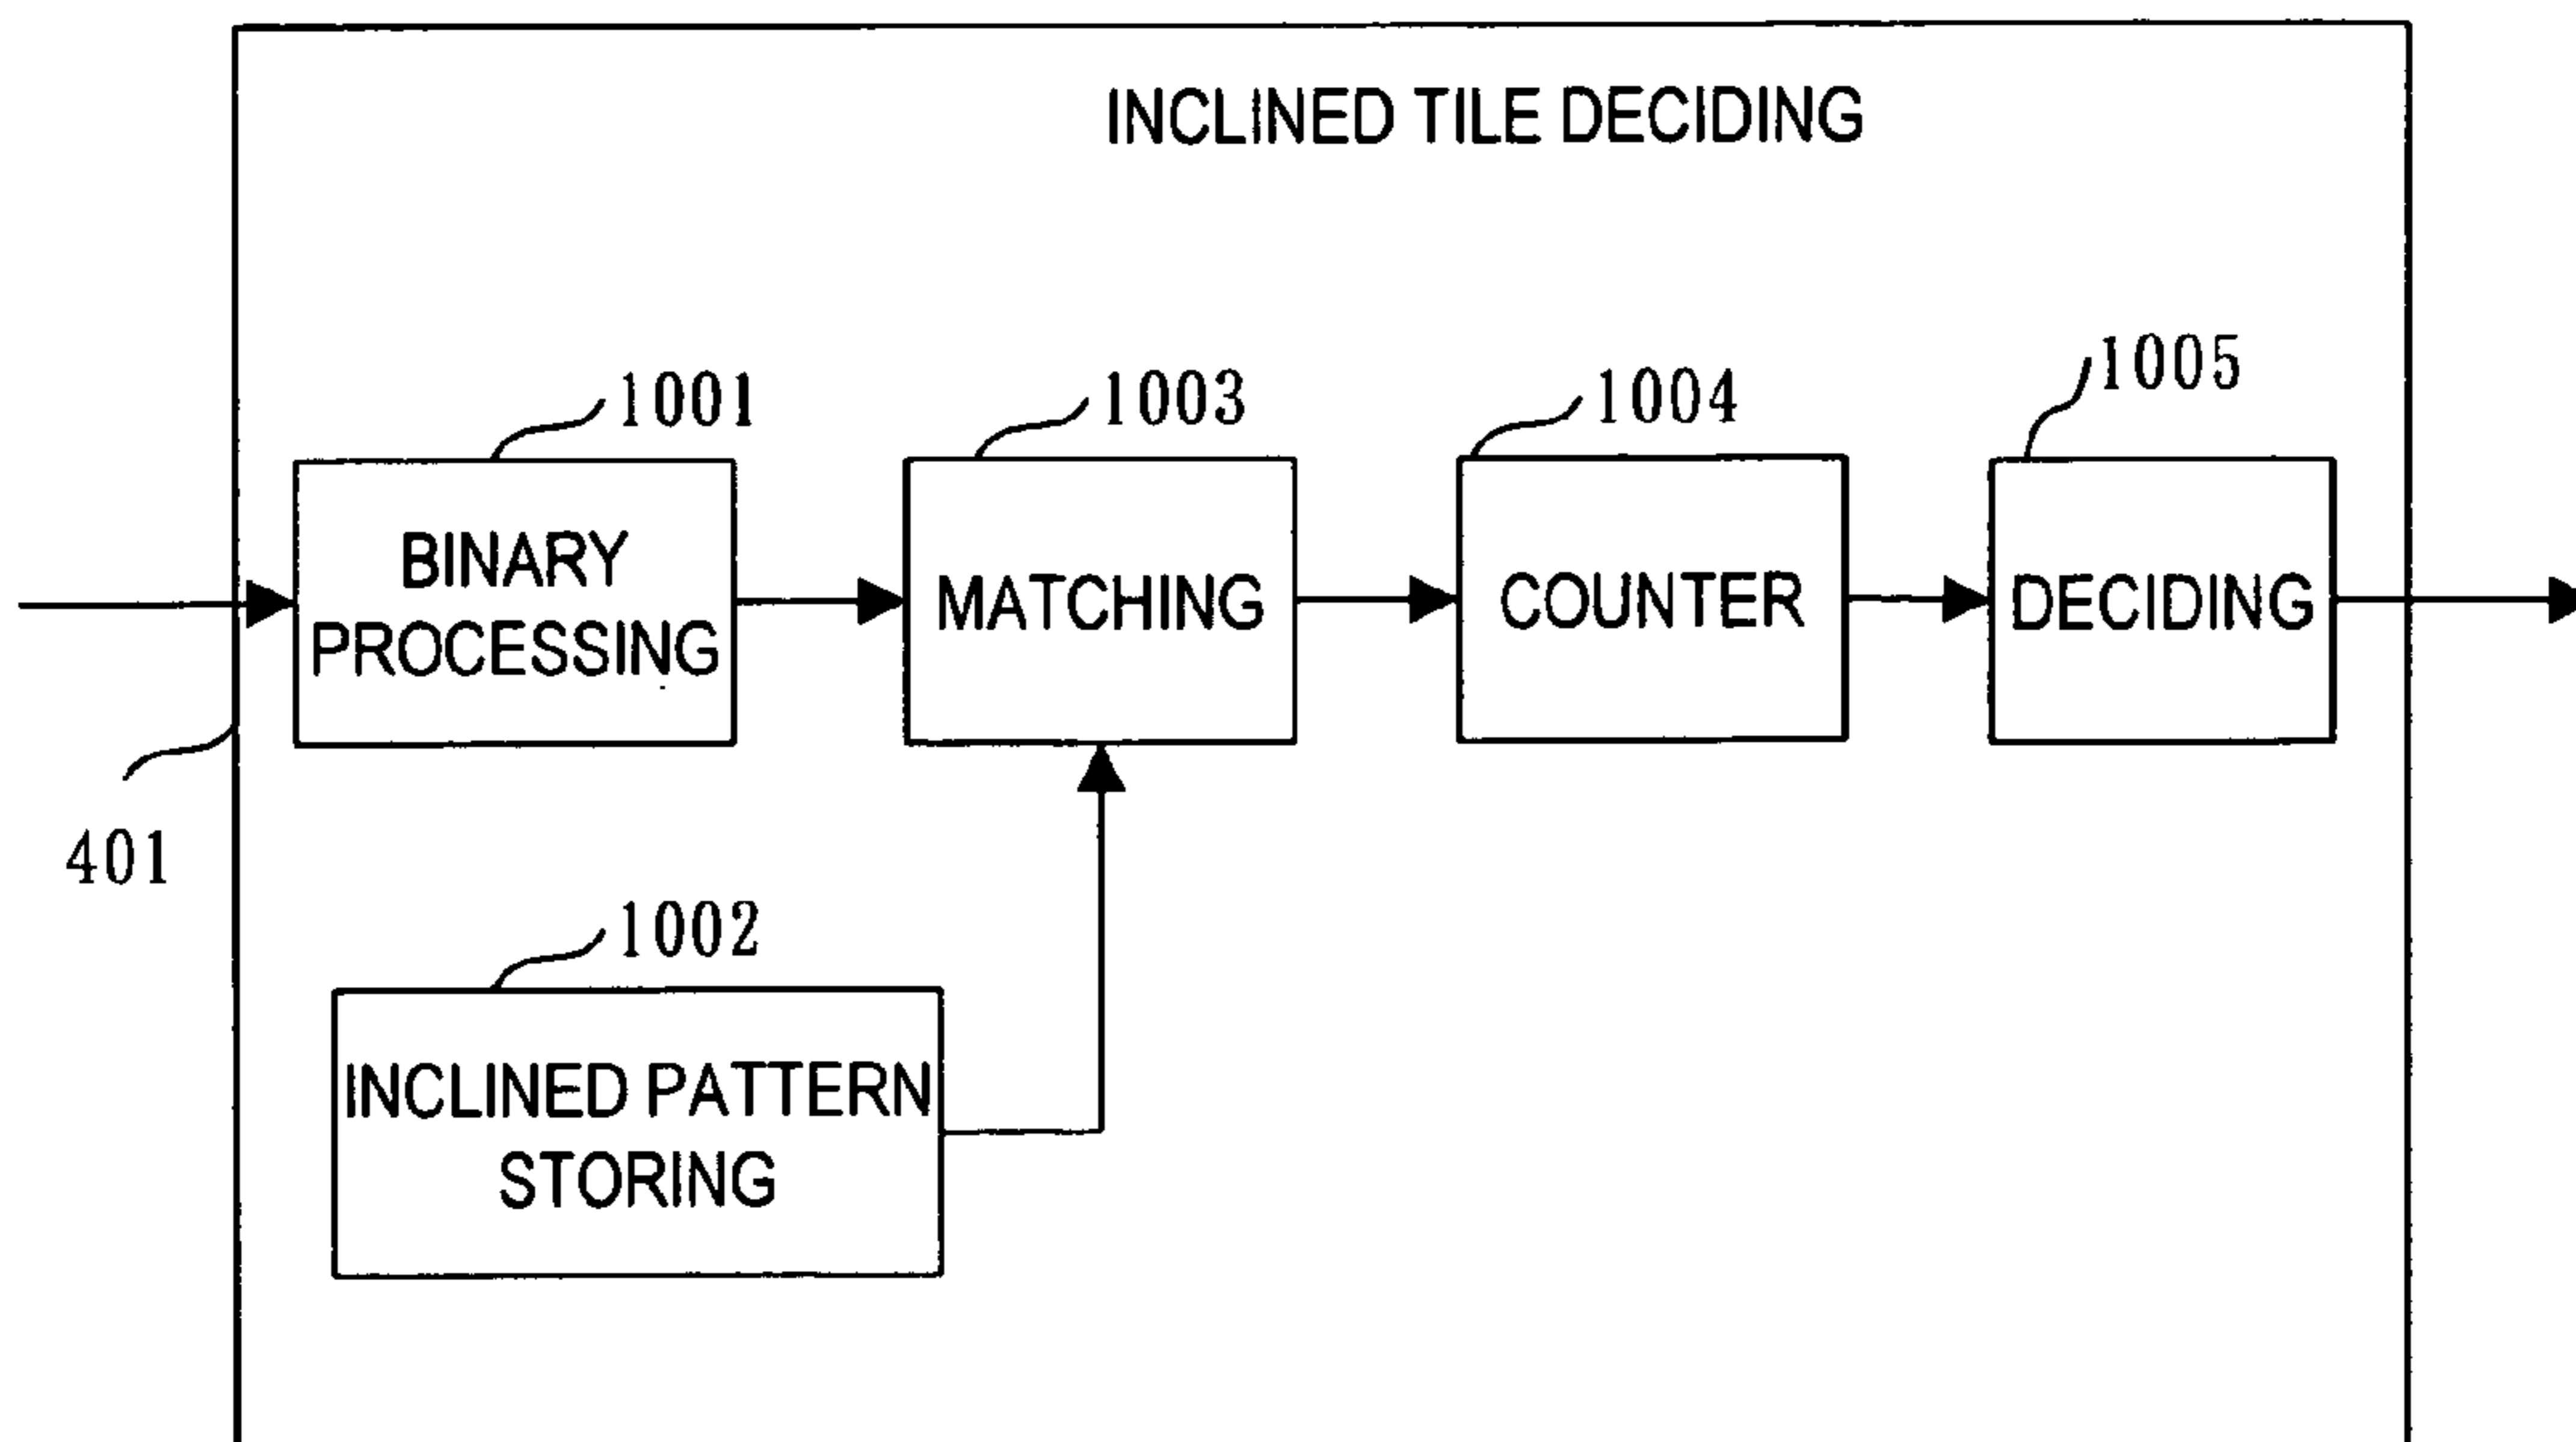 INCLINED TILE DECIDING
1001
1003
1004
1005
BINARY
PROCESSING
MATCHING
COUNTER
DECIDING
401
1002
INCLINED PATTERN
STORING